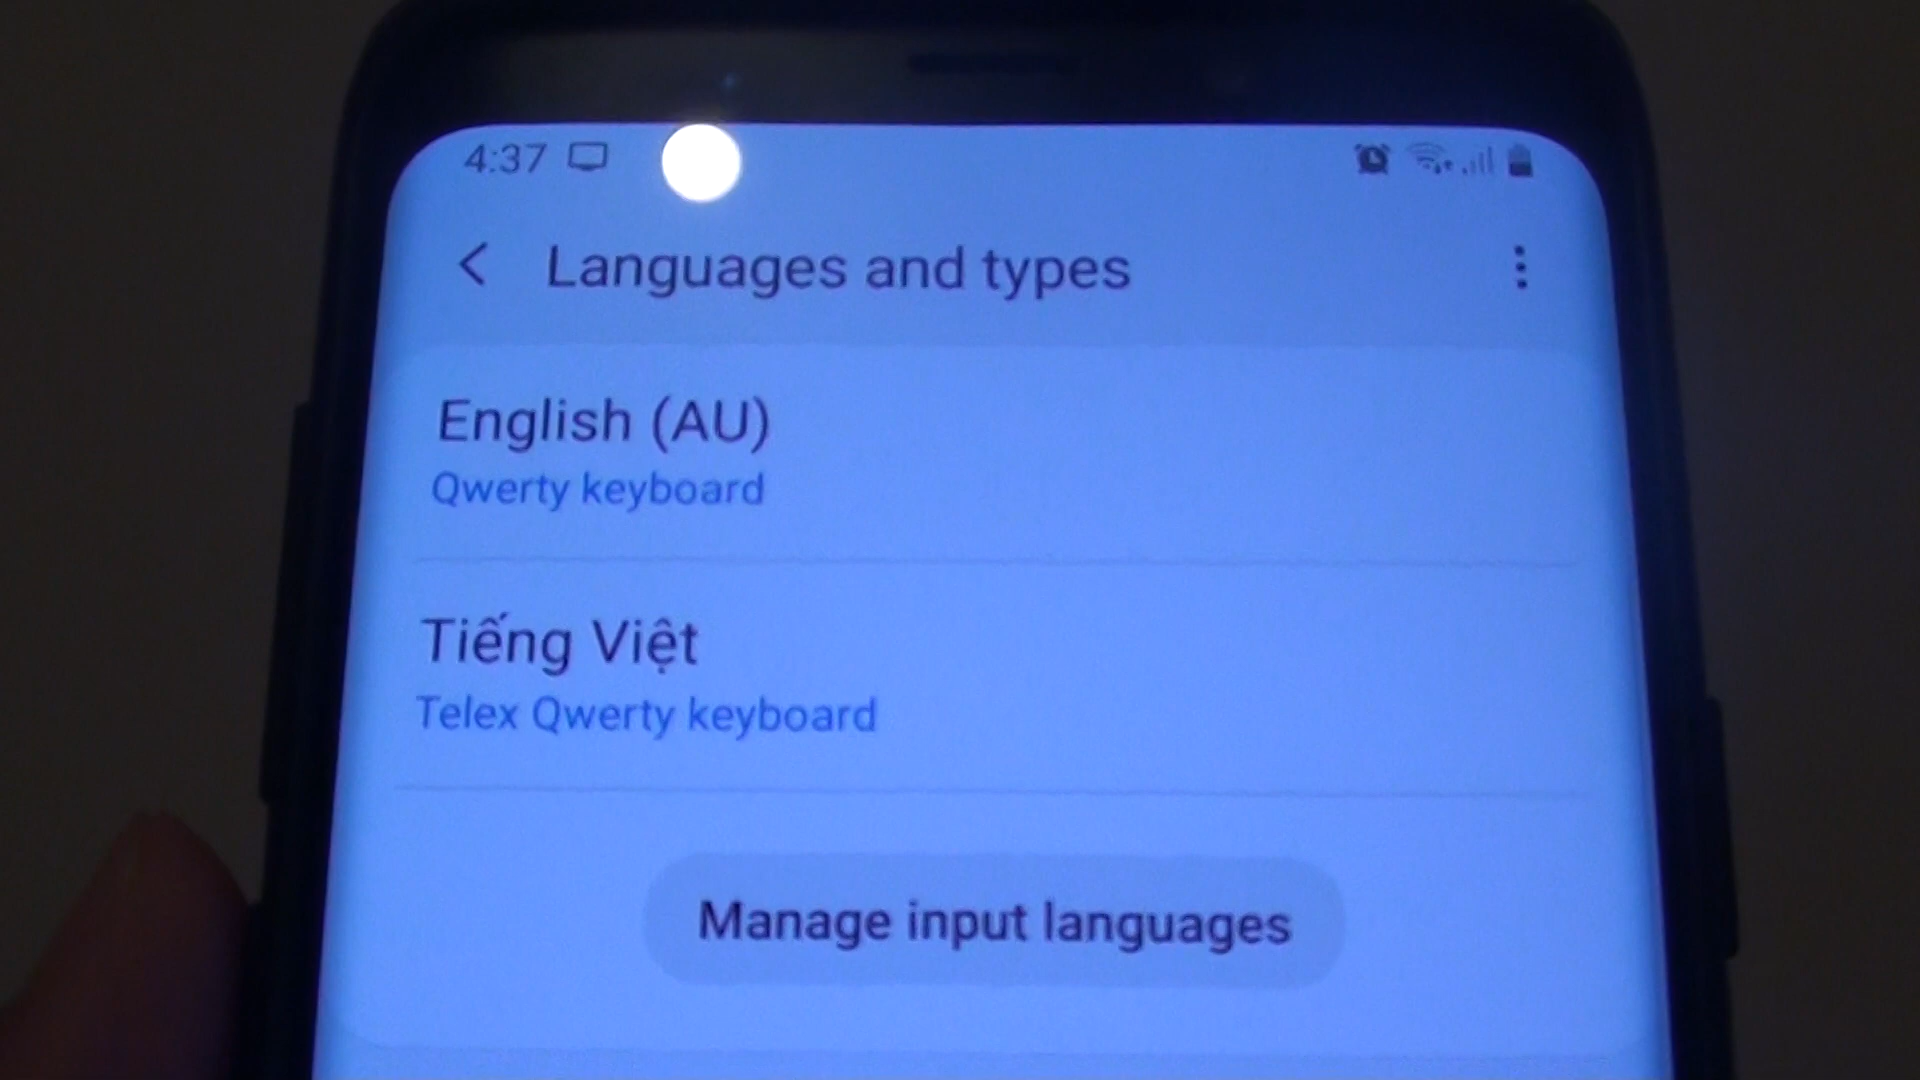 4:37
Languages and types
English (AU)
Qwerty keyboard
Tiếng Việt
Telex Qwerty keyboard
Manage input languages